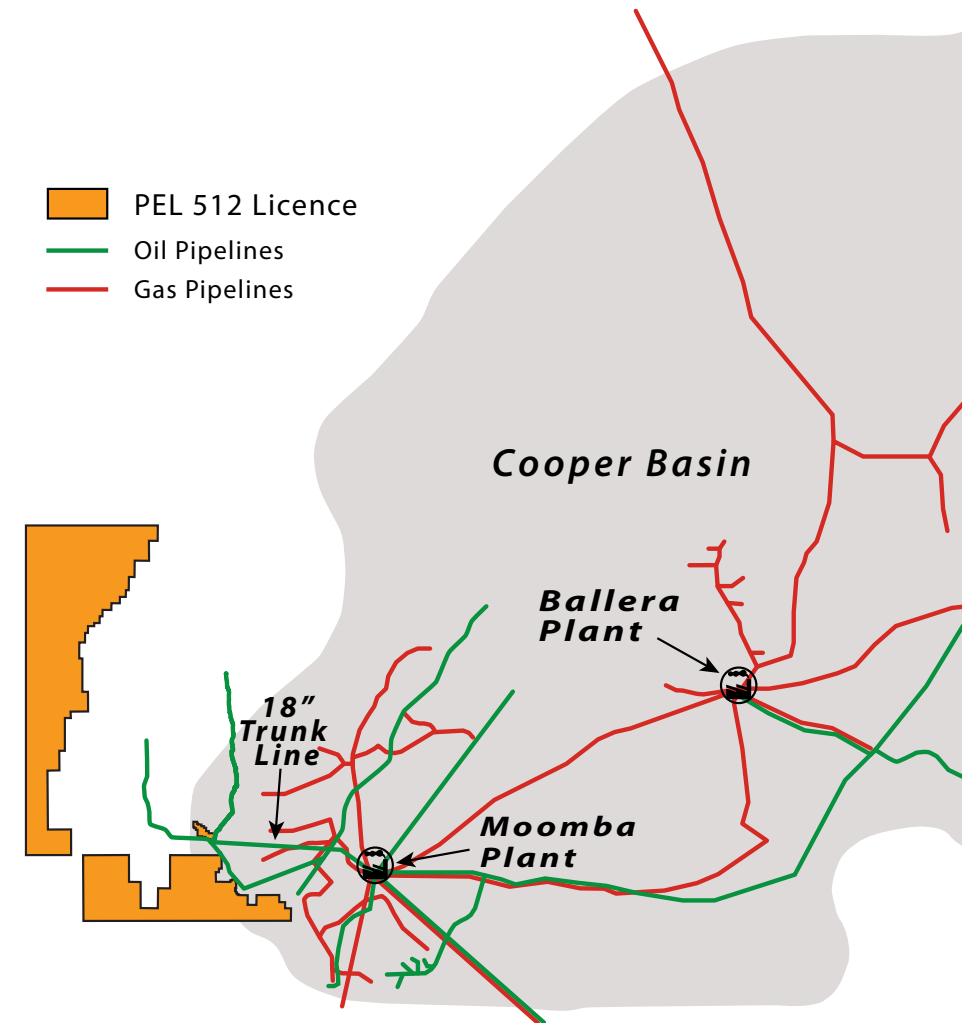 PEL 512 Licence
Oil Pipelines
Gas Pipelines
Cooper Basin
Ballera
Plant
18”
Trunk
Line
Moomba
Plant